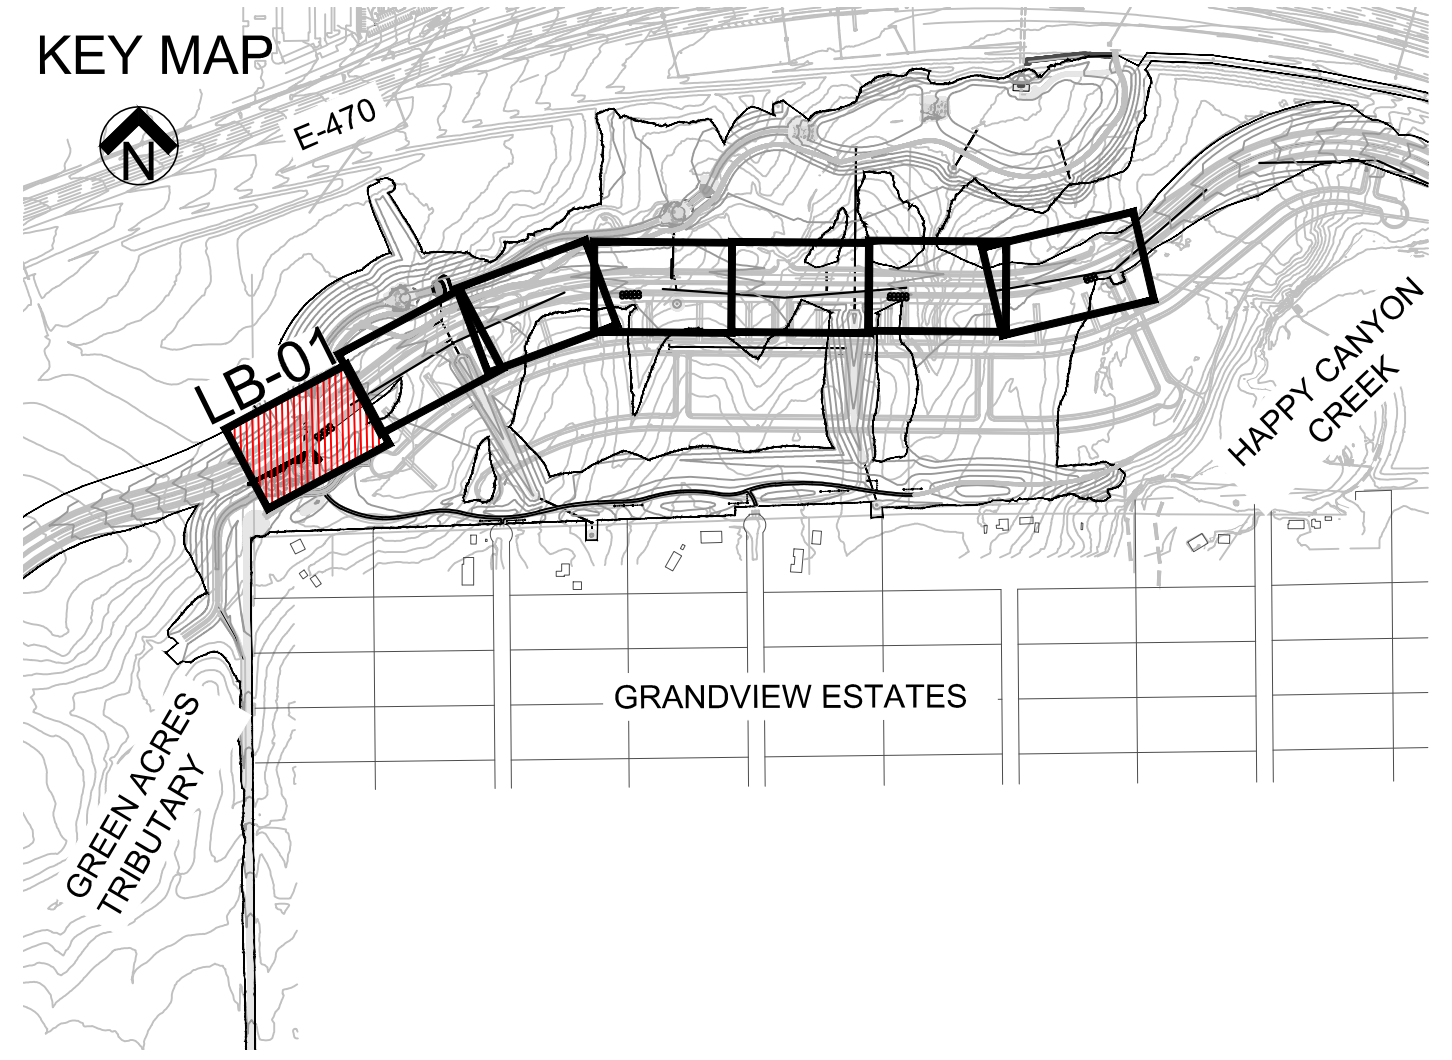 KEY MAP
N
E-470
LB-01
HAPPY CANYON
CREEK
GRANDVIEW ESTATES
GREEN ACRES
TRIBUTARY